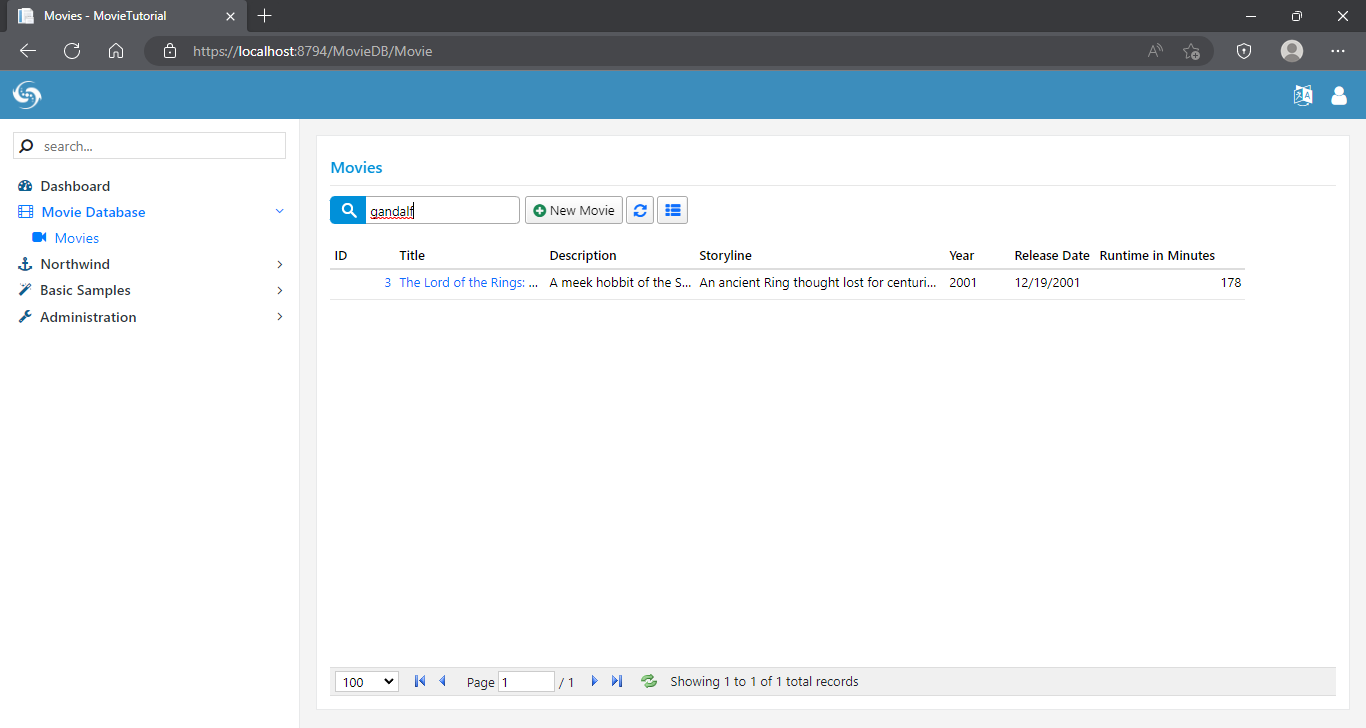 Movies - MovieTutorial
https://localhost:8794/MovieDB/Movie
search...
Dashboard
Movie Database
Movies
Northwind
Basic Samples
Administration
Movies
gandalf New Movie
ID Title Description Storyline Year Release Date Runtime in Minutes
3 The Lord of the Rings: ... A meek hobbit of the S... An ancient Ring thought lost for centuri... 2001 12/19/2001 178
100 Page 1 / 1 Showing 1 to 1 of 1 total records